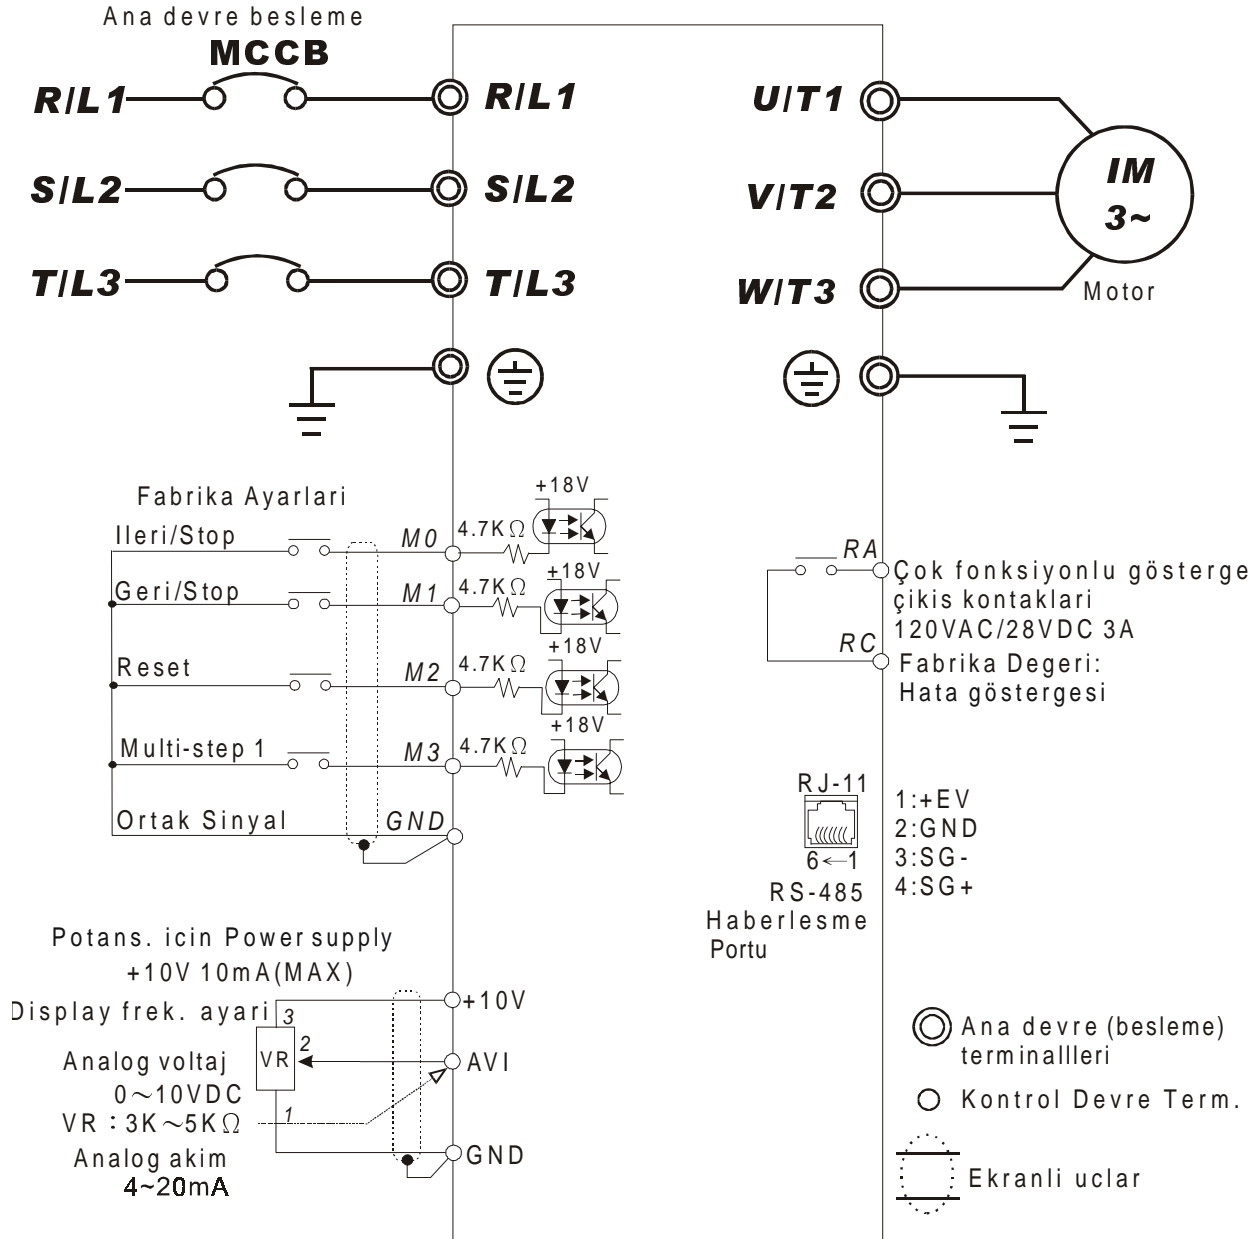 Ana devre besleme
MCCB
R/L1
R/L1
U/T1
S/L2
S/L2
V/T2
IM
3~
T/L3
T/L3
W/T3
Motor
Fabrika Ayarlari
+18V
Ileri/Stop
M0
4.7KΩ
+18V
Geri/Stop
M1
4.7KΩ
+18V
Reset
M2
4.7KΩ
+18V
Multi-step 1
M3
4.7KΩ
Ortak Sinyal
GND
RA
Çok fonksiyonlu gösterge
çikis kontaklari
120VAC/28VDC 3A
RC
Fabrika Degeri:
Hata göstergesi
RJ-11
6←1
RS-485
Haberlesme
Portu
1:+EV
2:GND
3:SG-
4:SG+
Potans. icin Power supply
+10V 10mA(MAX)
+10V
Display frek. ayari
3
VR
2
AVI
Analog voltaj
0~10VDC
VR : 3K~5KΩ
1
Analog akim
4~20mA
GND
Ana devre (besleme)
terminallleri
Kontrol Devre Term.
Ekranli uclar